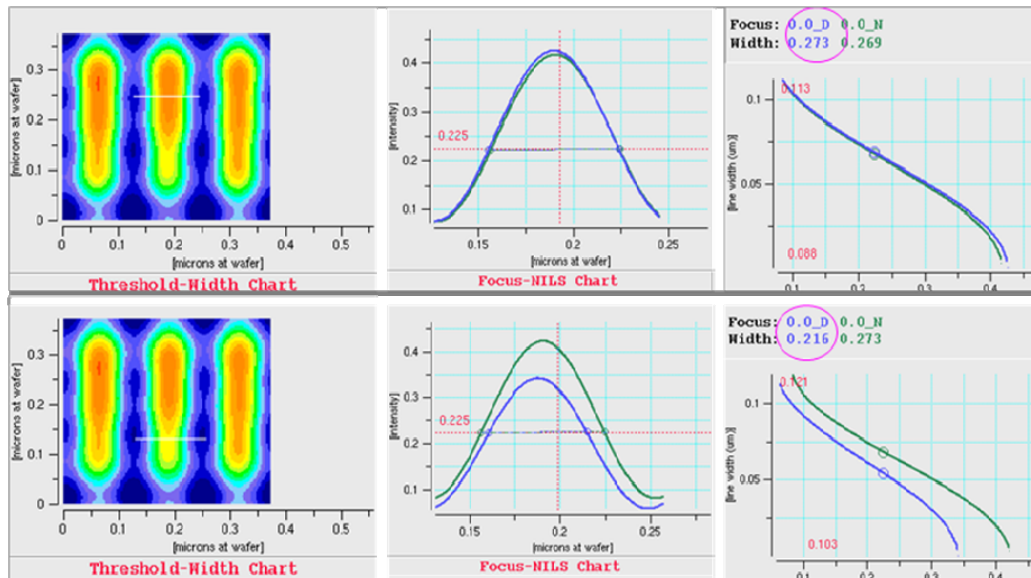 Focus: 0.0_D 0.0_N
Width: 0.273 0.269
[microns at wafer]
0.3
0.2
0.1
0
0 0.1 0.2 0.3 0.4 0.5
[microns at wafer]
Threshold-Width Chart
[intensity]
0.4
0.3
0.2
0.1
0.225
0.15 0.2 0.25
[microns at wafer]
Focus-NILS Chart
[line width (um)]
0.1
0.05
0.113
0.088
0.1 0.2 0.3 0.4
Focus: 0.0_D 0.0_N
Width: 0.216 0.273
[microns at wafer]
0.3
0.2
0.1
0
0 0.1 0.2 0.3 0.4 0.5
[microns at wafer]
Threshold-Width Chart
[intensity]
0.4
0.3
0.2
0.1
0.225
0.15 0.2 0.25
[microns at wafer]
Focus-NILS Chart
[line width (um)]
0.1
0.05
0.121
0.103
0.1 0.2 0.3 0.4